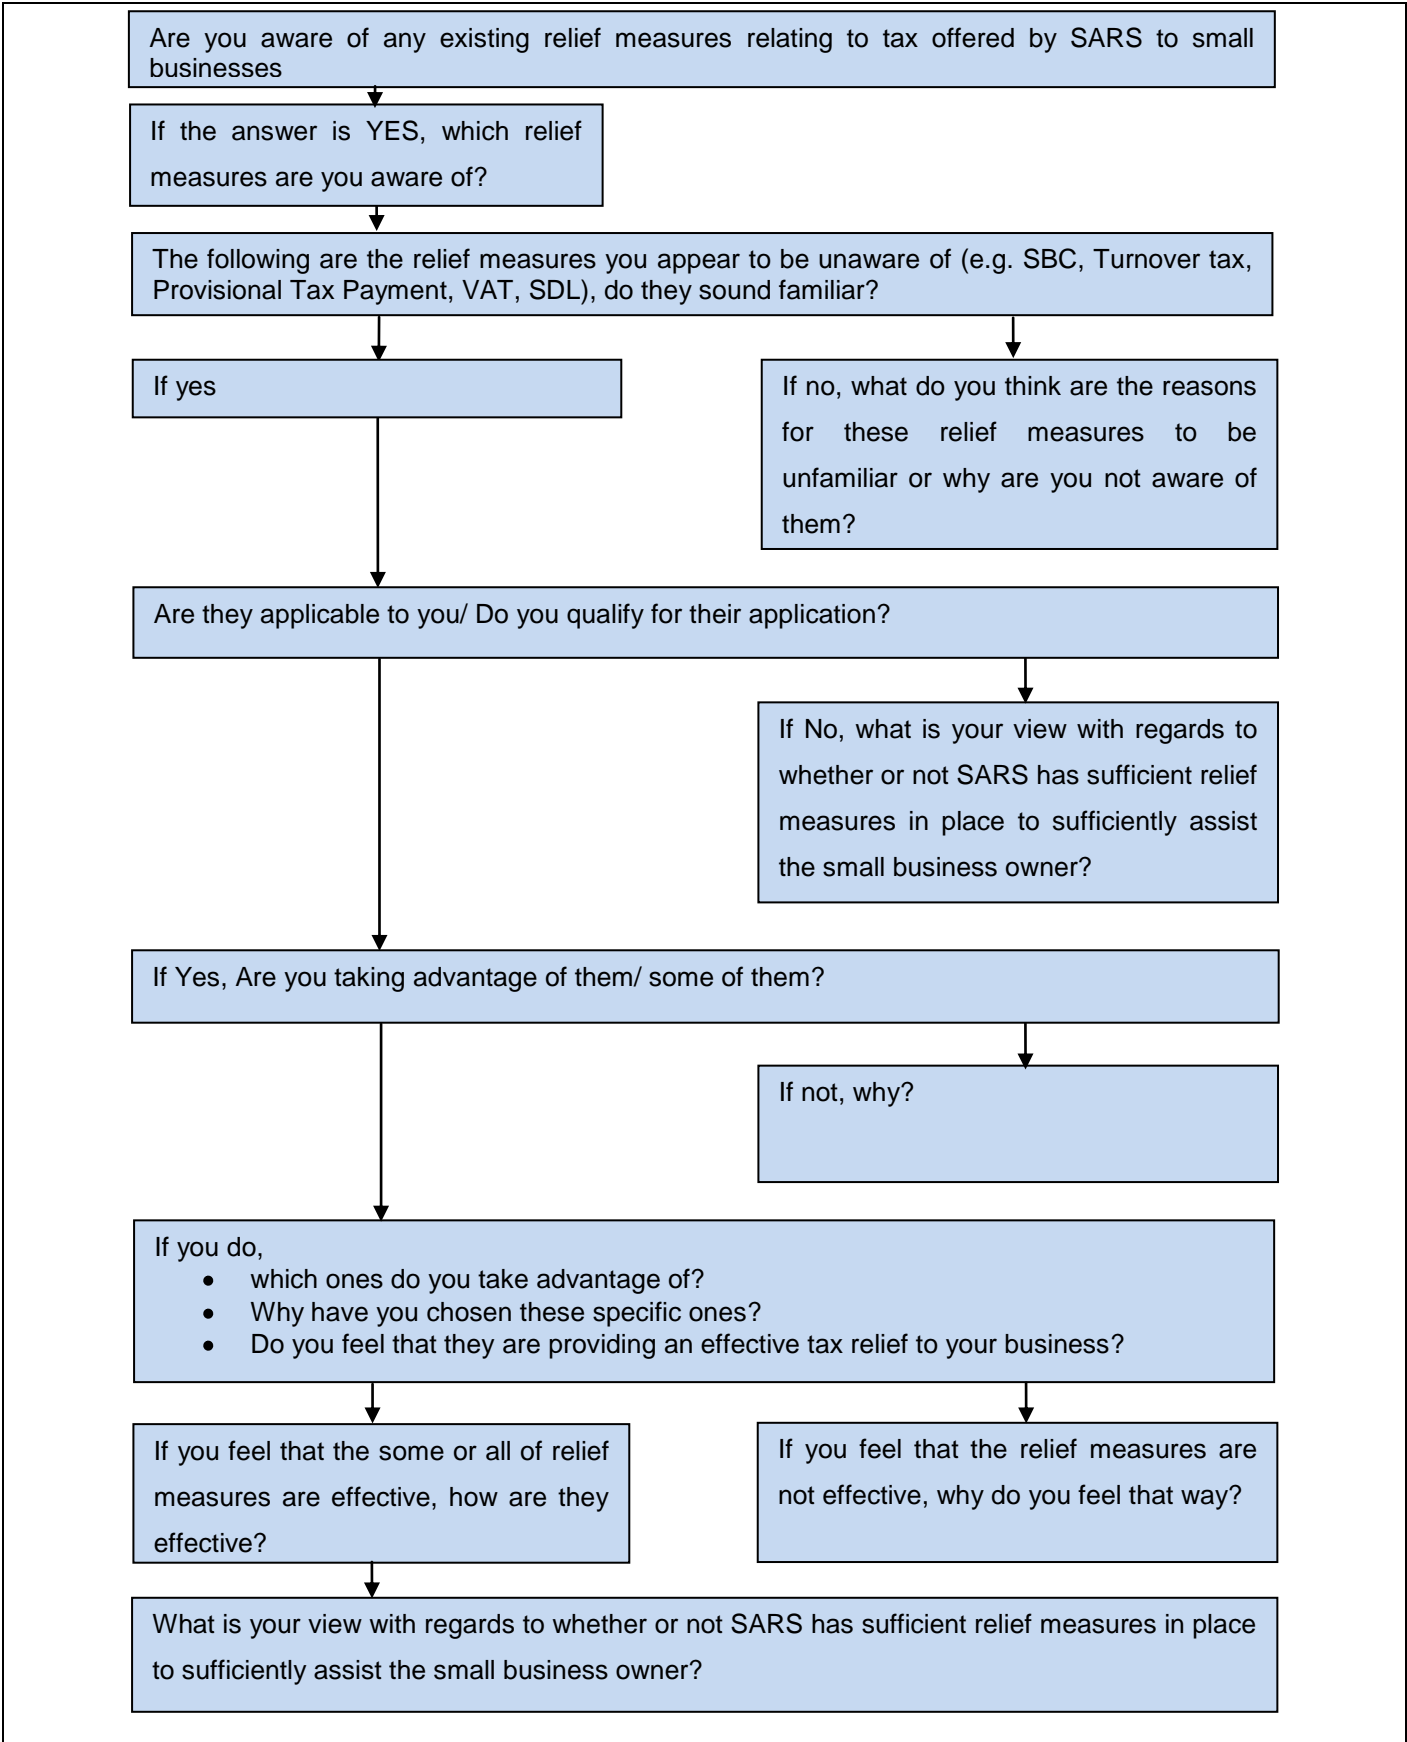 Are you aware of any existing relief measures relating to tax offered by SARS to small
businesses
If the answer is YES, which relief
measures are you aware of?
The following are the relief measures you appear to be unaware of (e.g. SBC, Turnover tax,
Provisional Tax Payment, VAT, SDL), do they sound familiar?
If yes
If no, what do you think are the reasons
for these relief measures to be
unfamiliar or why are you not aware of
them?
Are they applicable to you/ Do you qualify for their application?
If No, what is your view with regards to
whether or not SARS has sufficient relief
measures in place to sufficiently assist
the small business owner?
If Yes, Are you taking advantage of them/ some of them?
If not, why?
If you do,
• which ones do you take advantage of?
• Why have you chosen these specific ones?
• Do you feel that they are providing an effective tax relief to your business?
If you feel that the some or all of relief
measures are effective, how are they
effective?
If you feel that the relief measures are
not effective, why do you feel that way?
What is your view with regards to whether or not SARS has sufficient relief measures in place
to sufficiently assist the small business owner?